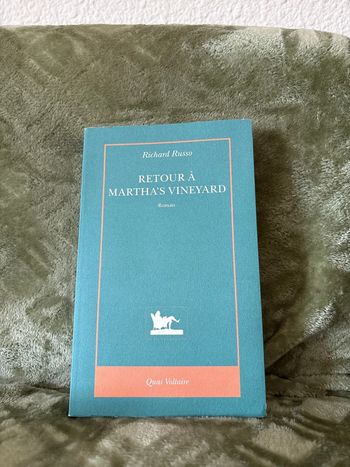 Richard Russo
RETOUR À
MARTHA'S VINEYARD
Roman
Quai Voltaire